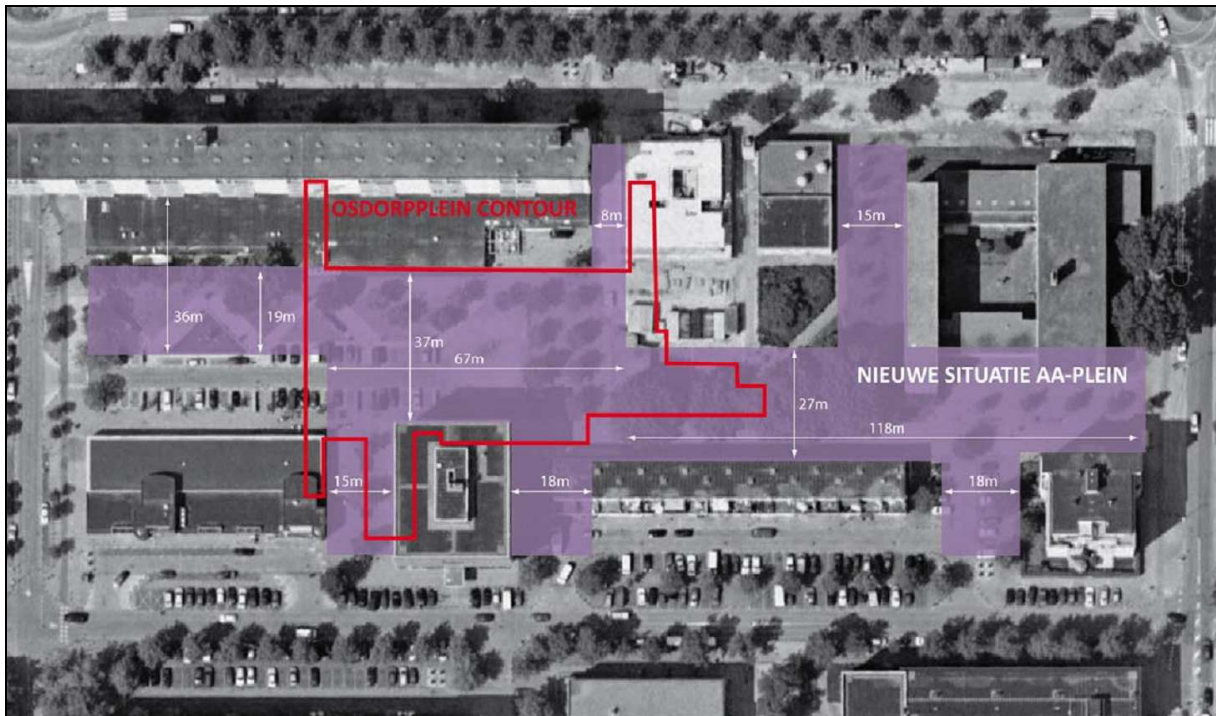 OSDORPPLEIN CONTOUR
8m
15m
36m
19m
37m
67m
NIEUWE SITUATIE AA-PLEIN
27m
118m
15m
18m
18m